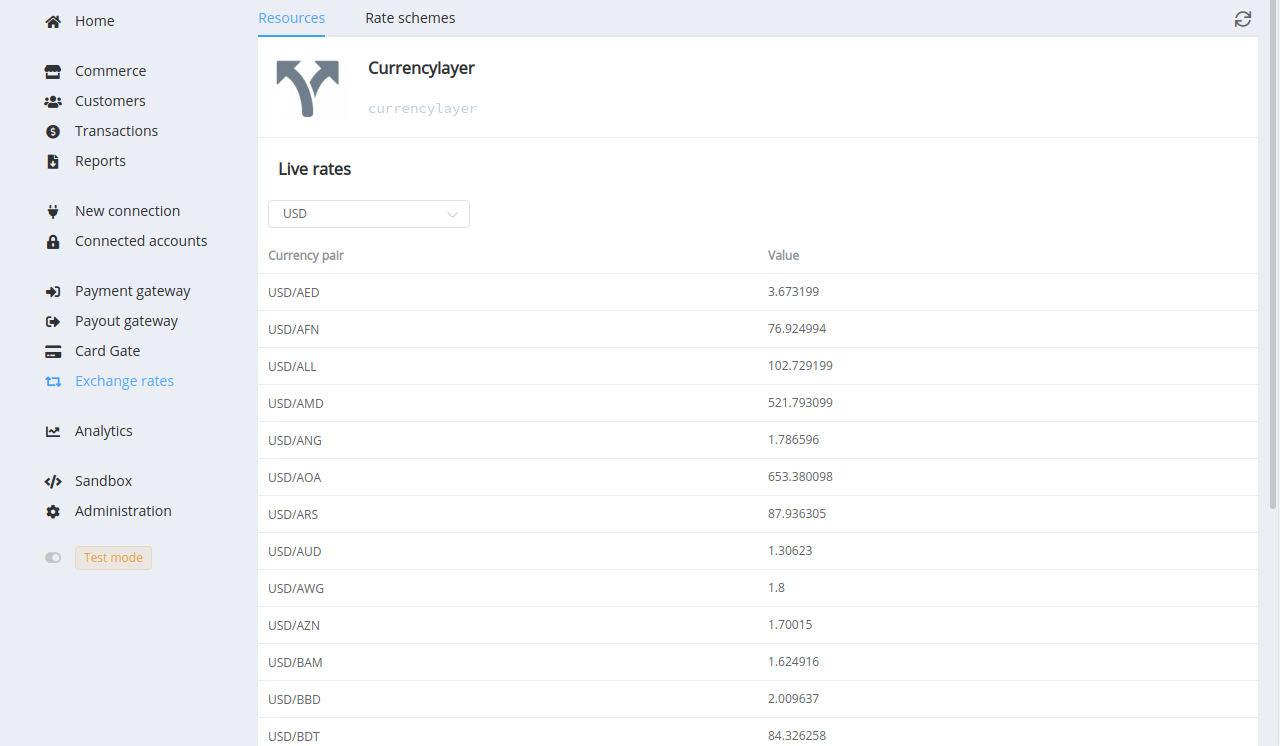 Home
Commerce
Customers
Transactions
Reports
New connection
Connected accounts
Payment gateway
Payout gateway
Card Gate
Exchange rates
Analytics
Sandbox
Administration
Test mode
Resources Rate schemes
Currencylayer
currencylayer
Live rates
USD
Currency pair Value
USD/AED 3.673199
USD/AFN 76.924994
USD/ALL 102.729199
USD/AMD 521.793099
USD/ANG 1.786596
USD/AOA 653.380098
USD/ARS 87.936305
USD/AUD 1.30623
USD/AWG 1.8
USD/AZN 1.70015
USD/BAM 1.624916
USD/BBD 2.009637
USD/BDT 84.326258